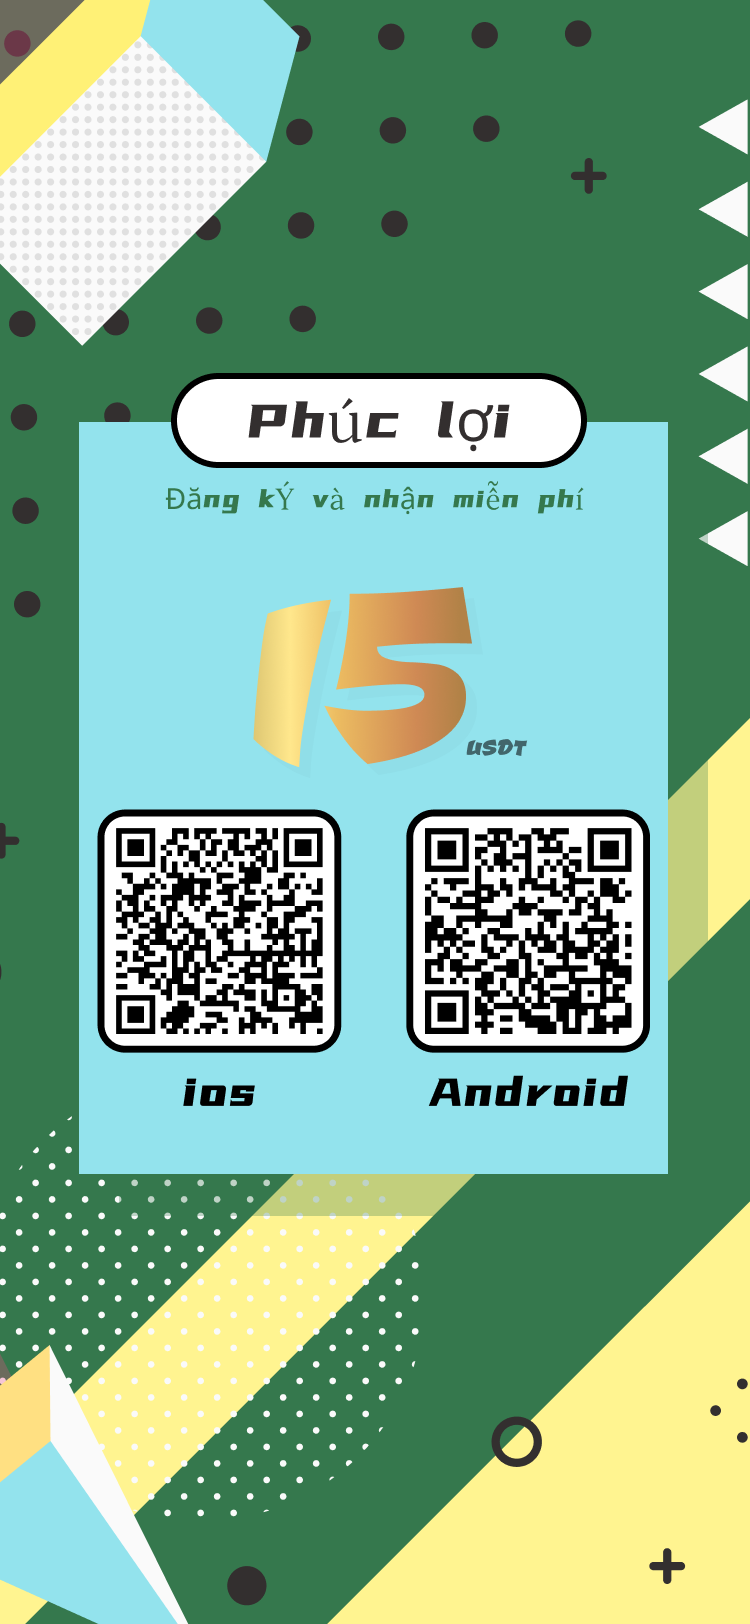 Phúc lợi
Đăng kÝ và nhận miễn phí
15
USDT
ios
Android